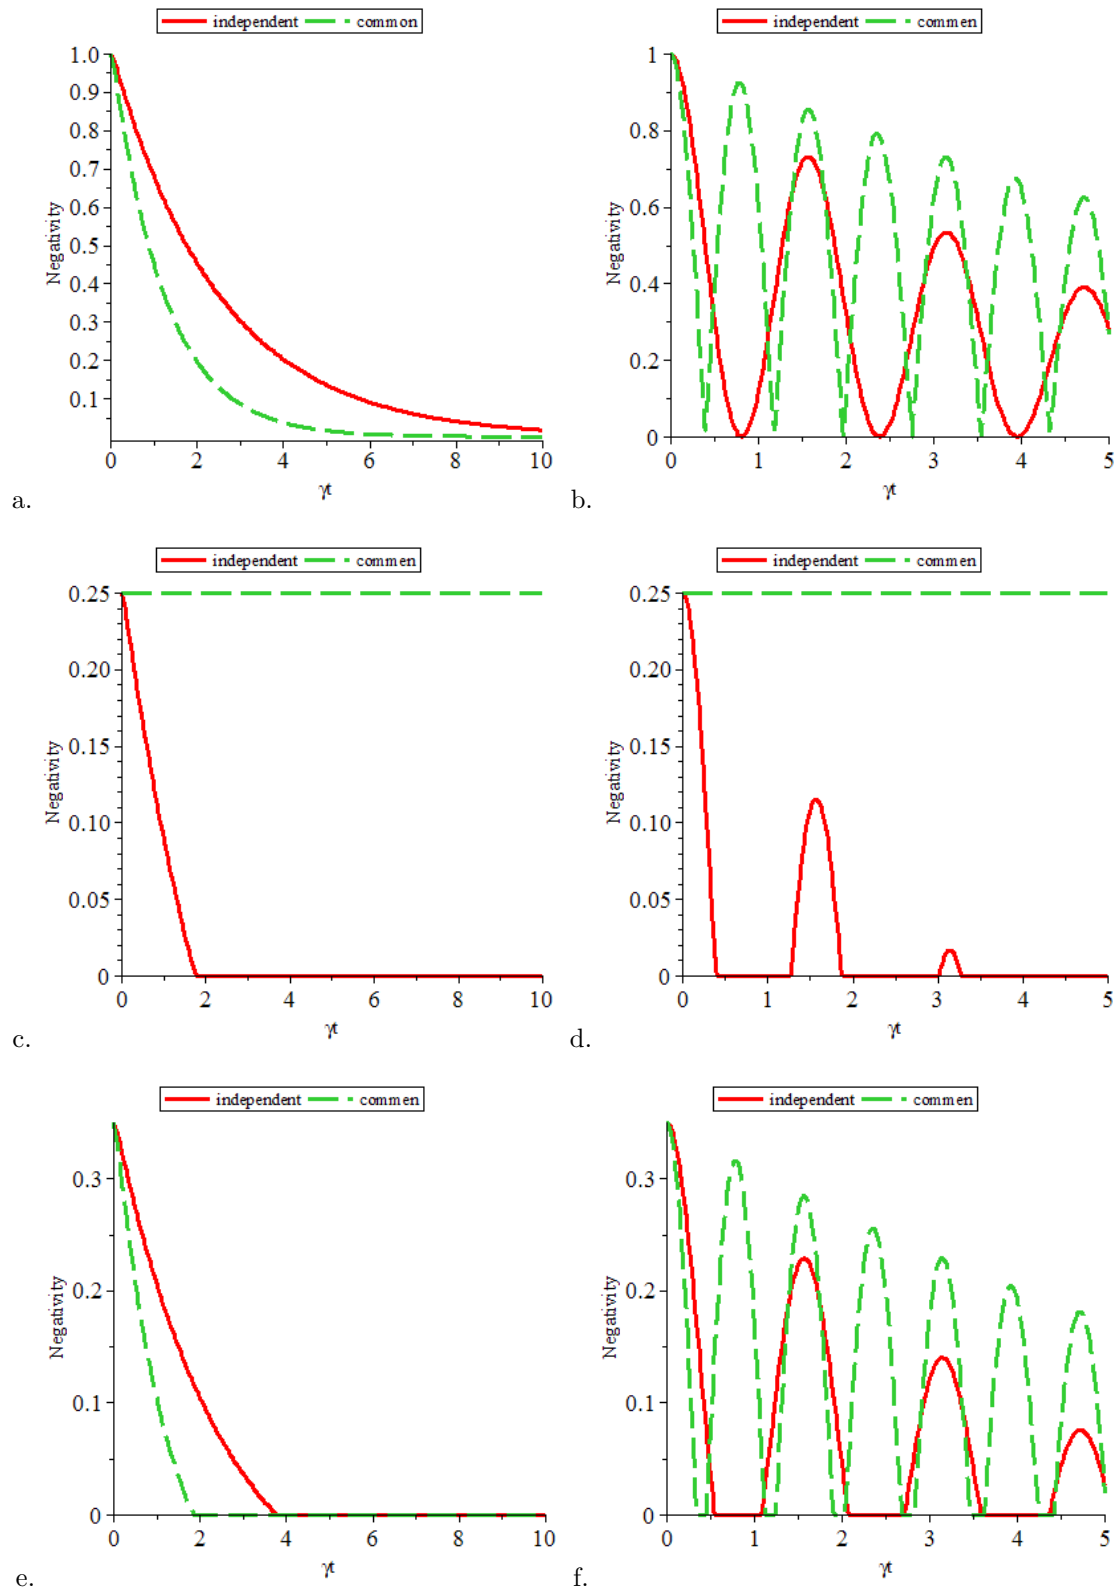 independent common
independent commen
1.0
0.9
0.8
0.7
0.6
0.5
0.4
0.3
0.2
0.1
Negativity
0 2 4 6 8 10
γt
a.
1
0.8
0.6
0.4
0.2
0
Negativity
0 1 2 3 4 5
γt
b.
independent commen
independent commen
0.25
0.20
0.15
0.10
0.05
0
Negativity
0 2 4 6 8 10
γt
c.
0.25
0.20
0.15
0.10
0.05
0
Negativity
0 1 2 3 4 5
γt
d.
independent commen
independent commen
0.3
0.2
0.1
0
Negativity
0 2 4 6 8 10
γt
e.
0.3
0.2
0.1
0
Negativity
0 1 2 3 4 5
γt
f.